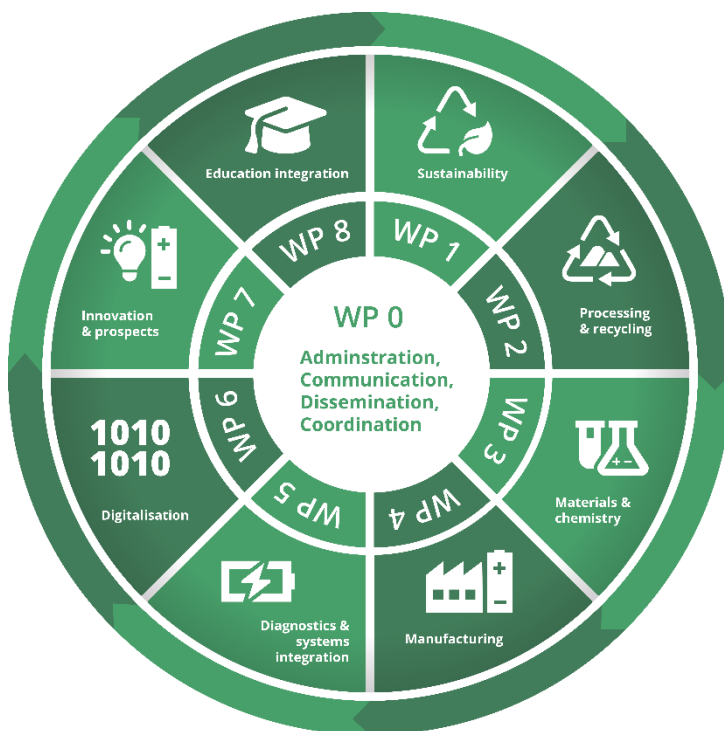 Education integration
Sustainability
Processing
& recycling
Materials &
chemistry
Manufacturing
Diagnostics &
systems
integration
1010
1010
Digitalisation
Innovation
& prospects
+
−
WP 8
WP 1
WP 2
WP 3
+ −
WP 4
+
−
WP 5
WP 6
WP 7
WP 0
Adminstration,
Communication,
Dissemination,
Coordination